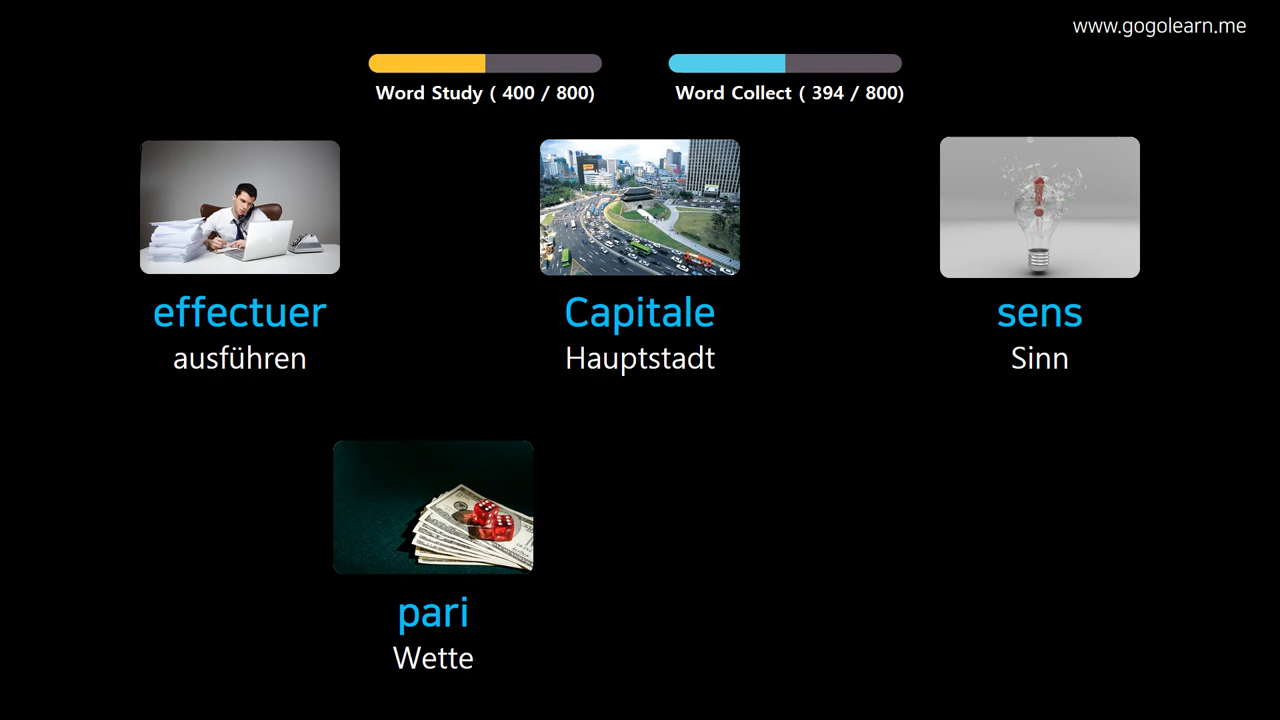 www.gogolearn.me
Word Study ( 400 / 800)
Word Collect ( 394 / 800)
effectuer
ausführen
Capitale
Hauptstadt
sens
Sinn
pari
Wette